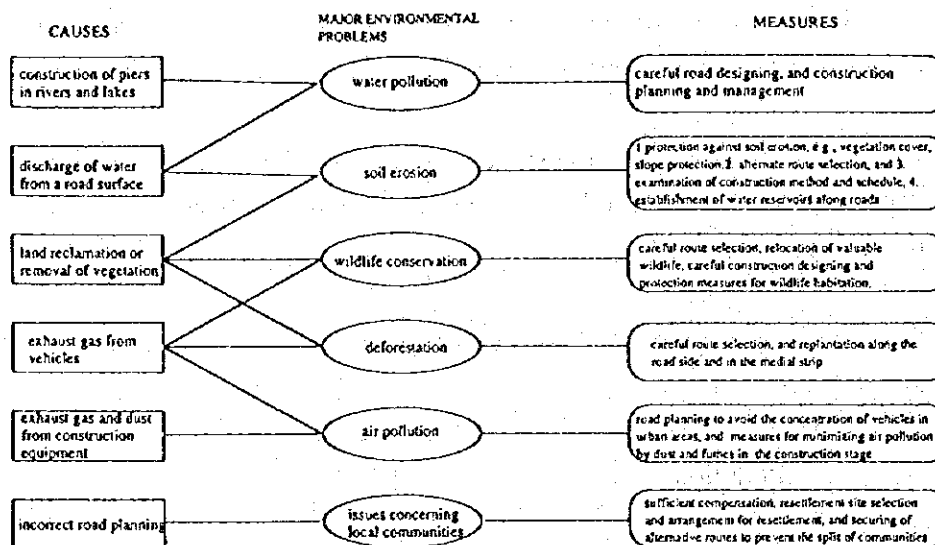 CAUSES
MAJOR ENVIRONMENTAL
PROBLEMS
MEASURES
construction of piers
in rivers and lakes
water pollution
careful road designing, and construction
planning and management
discharge of water
from a road surface
soil erosion
1 protection against soil erosion, e.g., vegetation cover,
slope protection, 2. alternate route selection, and 3.
examination of construction method and schedule, 4.
establishment of water reservoirs along roads
land reclamation or
removal of vegetation
wildlife conservation
careful route selection, relocation of valuable
wildlife, careful construction designing and
protection measures for wildlife habitation.
exhaust gas from
vehicles
deforestation
careful route selection, and replantation along the
road side and in the medial strip
exhaust gas and dust
from construction
equipment
air pollution
road planning to avoid the concentration of vehicles in
urban areas, and measures for minimizing air pollution
by dust and fumes in the construction stage
incorrect road planning
issues concerning
local communities
sufficient compensation, resettlement site selection
and arrangement for resettlement, and securing of
alternative routes to prevent the split of communities